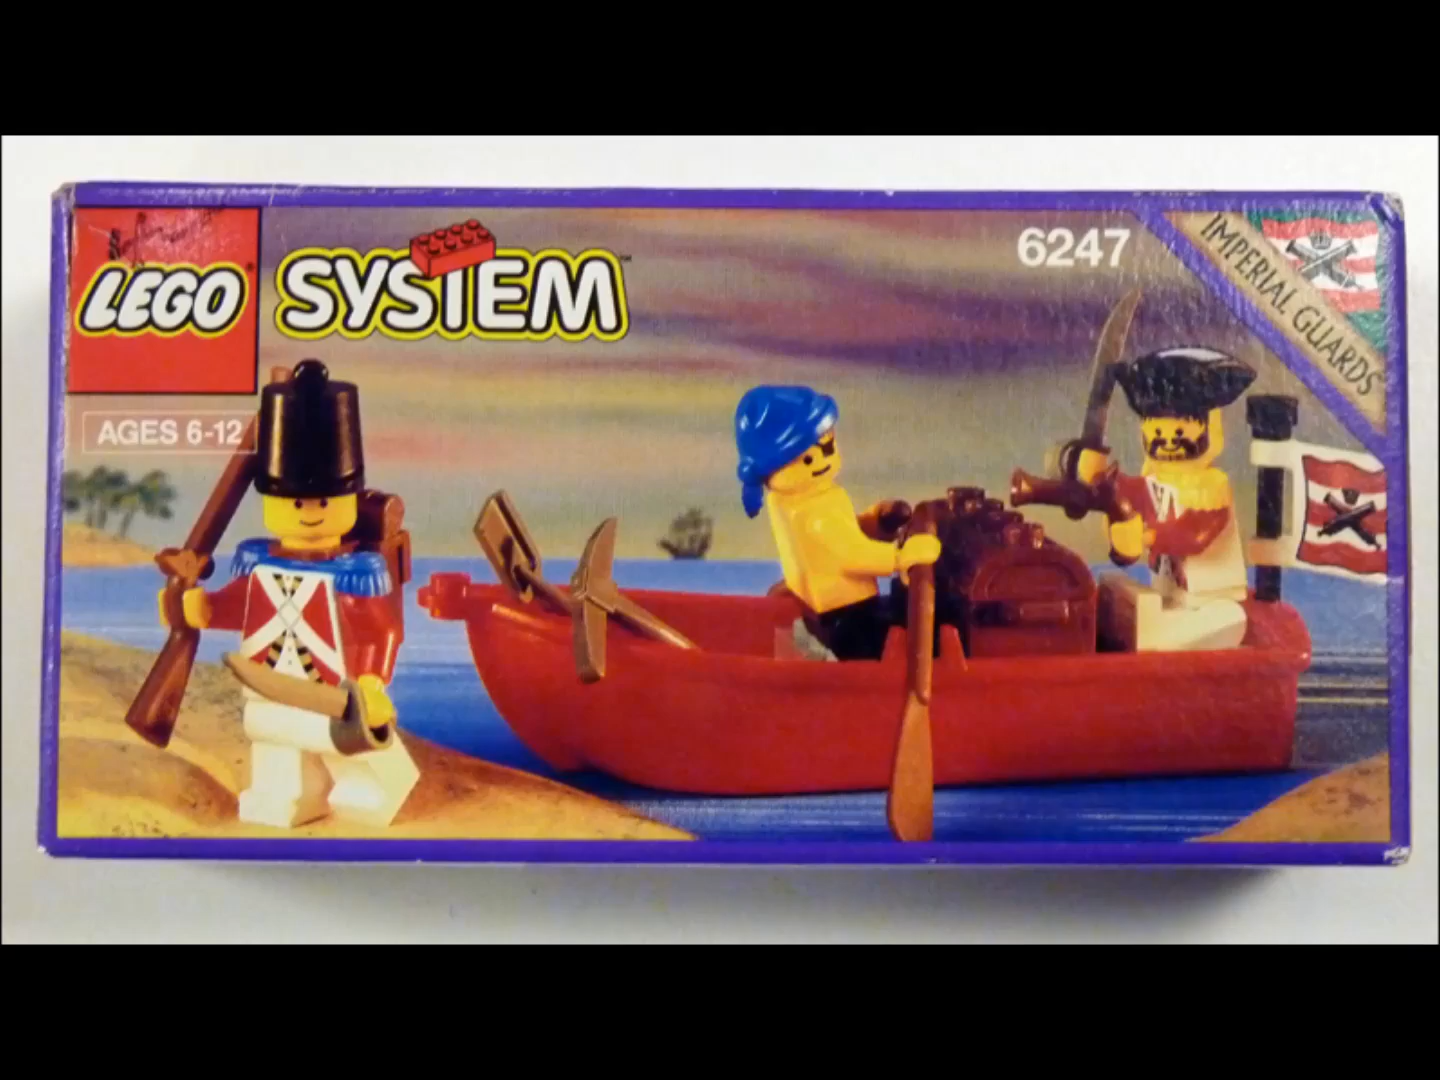 LEGO
SYSTEM
6247
IMPERIAL GUARDS
AGES 6-12